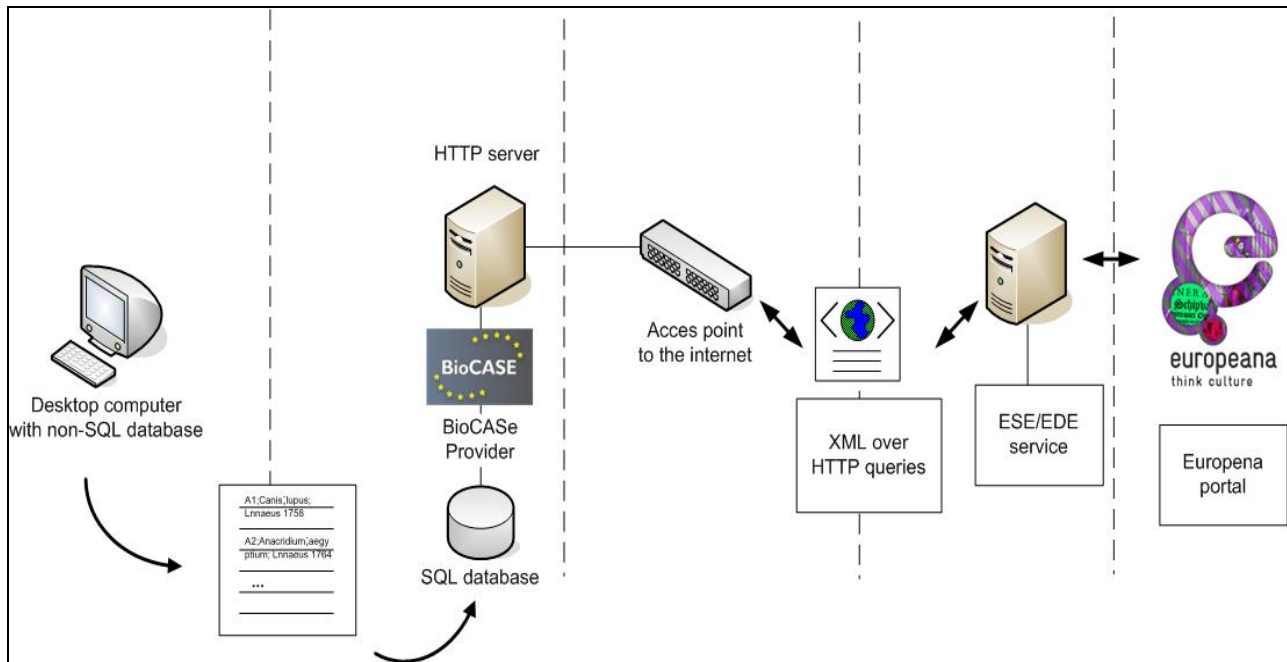 HTTP server
Desktop computer
with non-SQL database
A1;Canis;lupus;
Lnnaeus 1758
A2;Anacridium;aegy
ptium; Lnnaeus 1764
...
BioCASE
BioCASe
Provider
SQL database
Acces point
to the internet
XML over
HTTP queries
ESE/EDE
service
europeana
think culture
Europena
portal